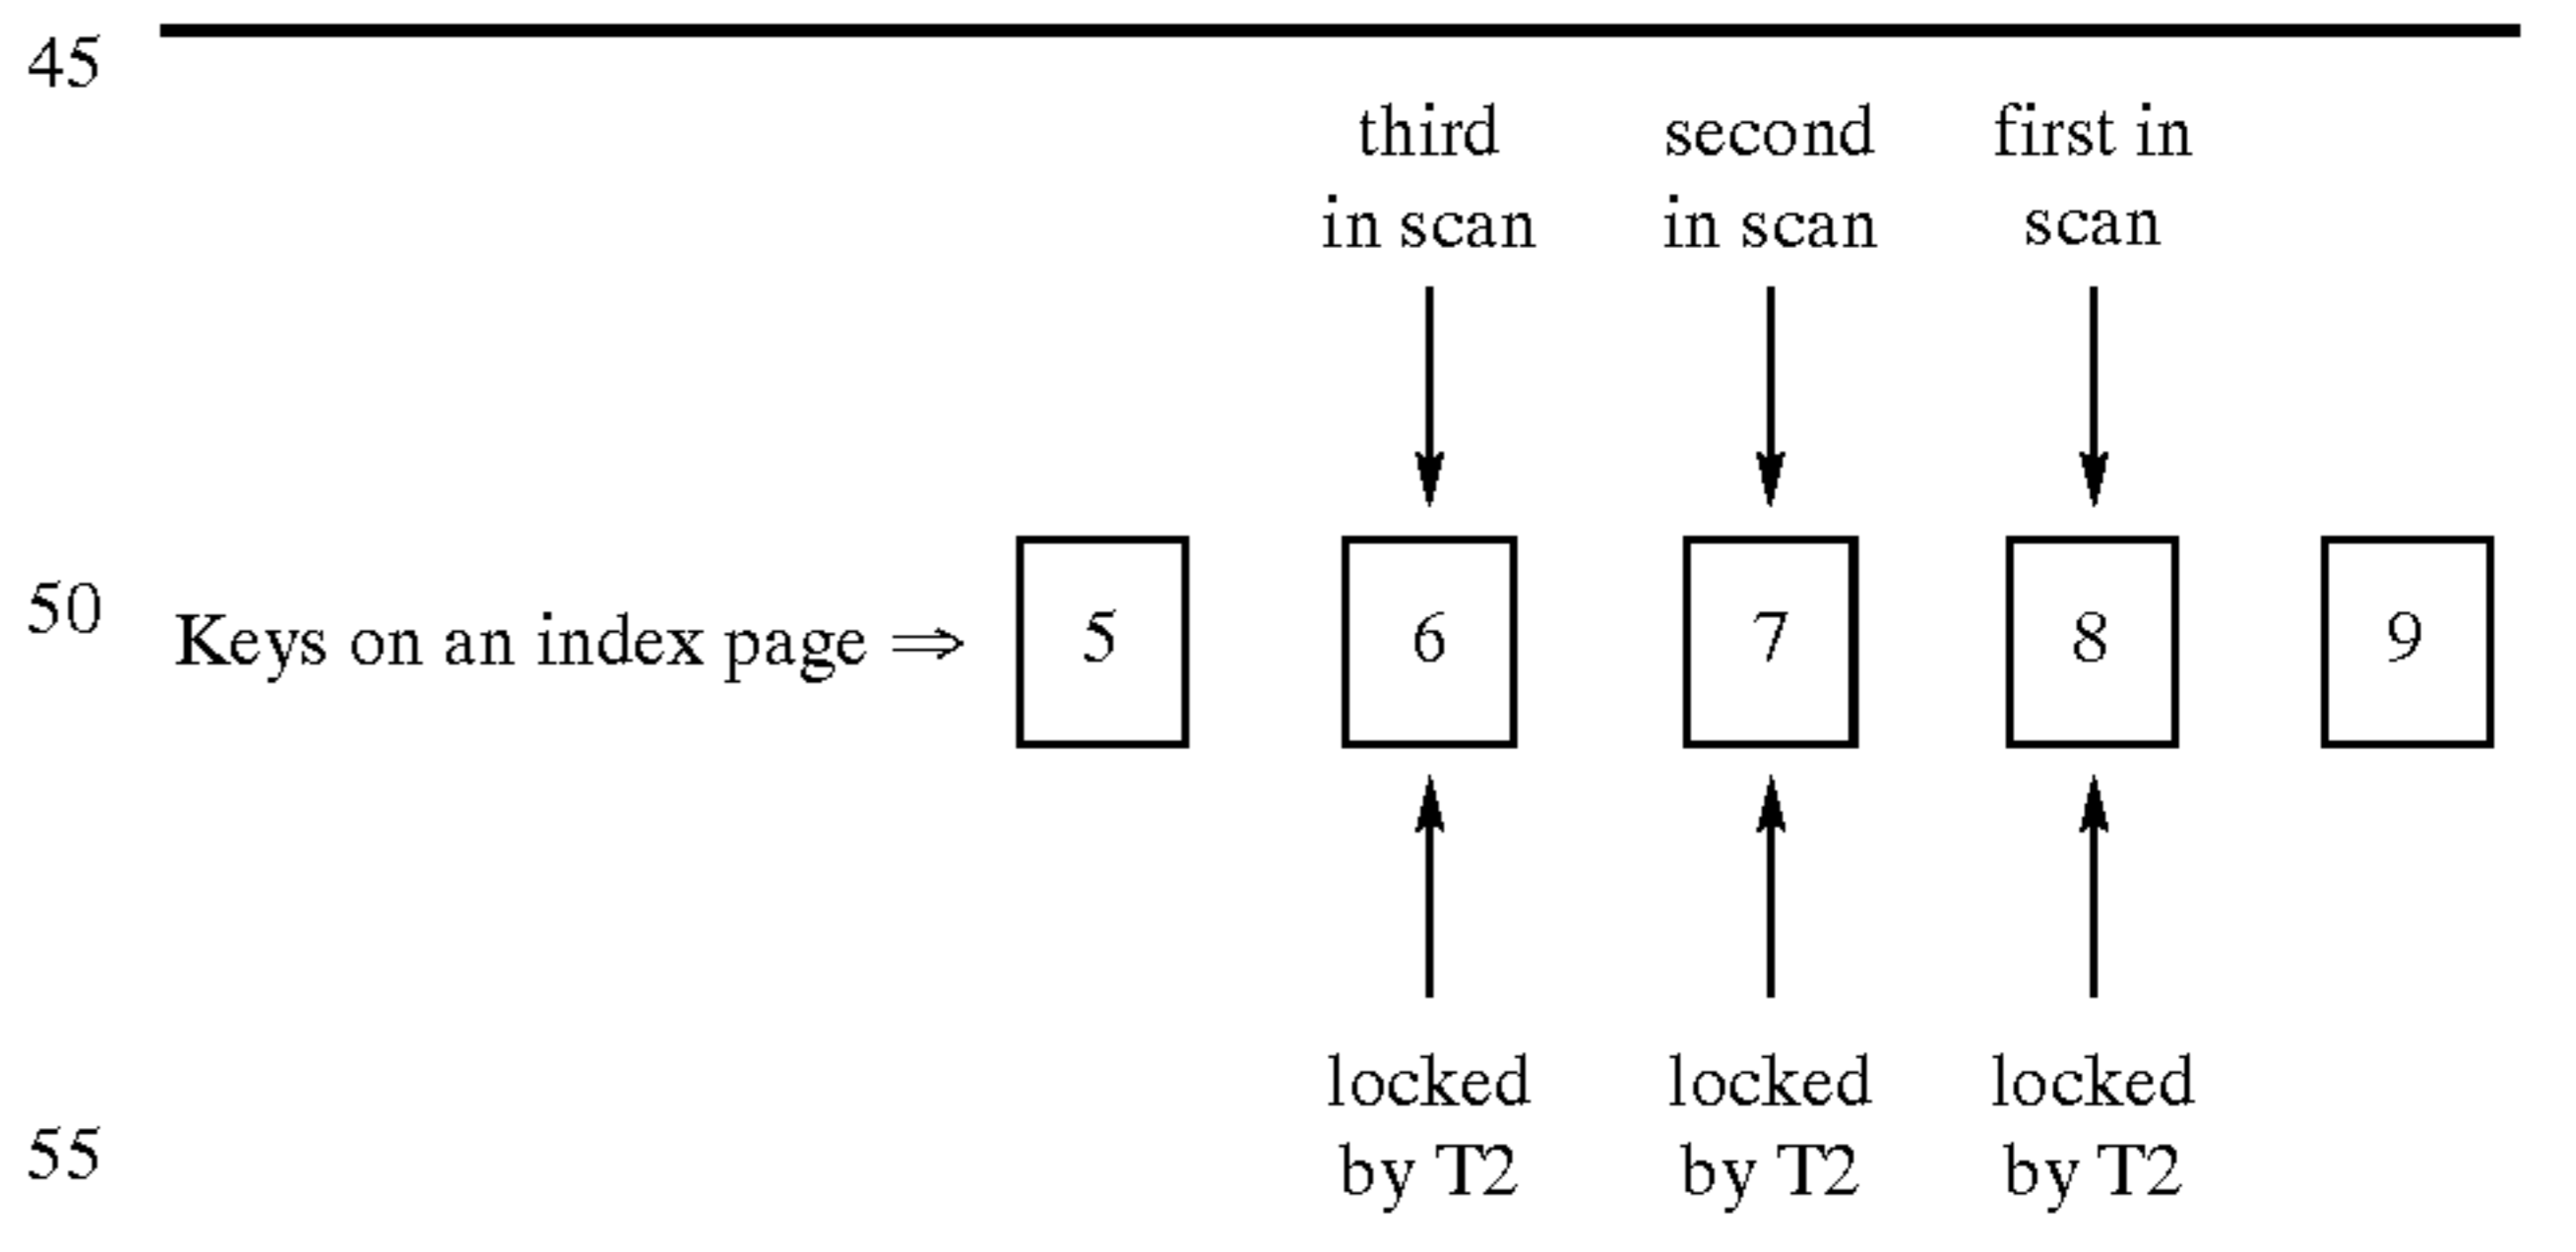 45
third second first in
in scan in scan scan
50 Keys on an index page ⇒ 5 6 7 8 9
locked locked locked
55 by T2 by T2 by T2